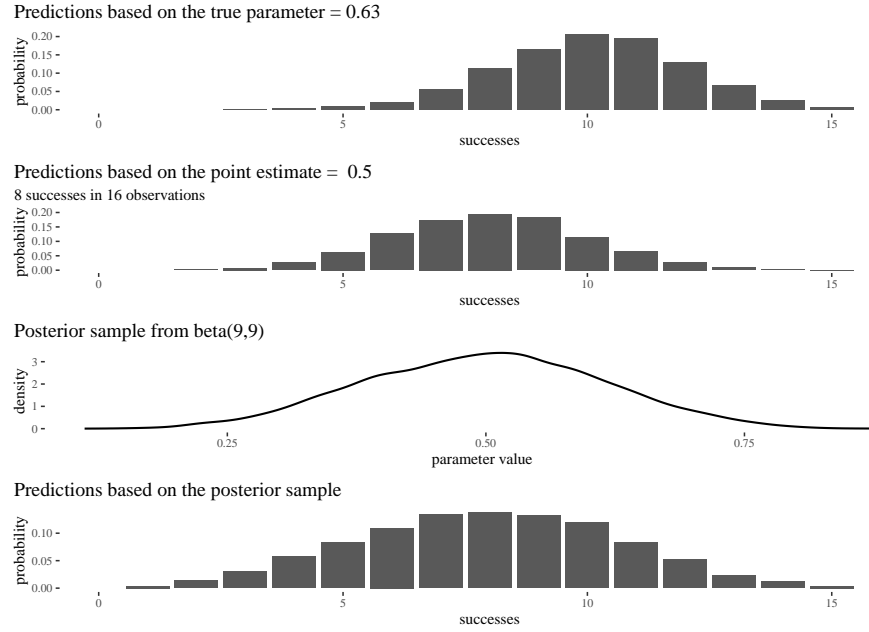 Predictions based on the true parameter = 0.63
probability
0.20
0.15
0.10
0.05
0.00
0 5 10 15
successes
Predictions based on the point estimate = 0.5
8 successes in 16 observations
probability
0.20
0.15
0.10
0.05
0.00
0 5 10 15
successes
Posterior sample from beta(9,9)
density
3
2
1
0
0.25 0.50 0.75
parameter value
Predictions based on the posterior sample
probability
0.10
0.05
0.00
0 5 10 15
successes